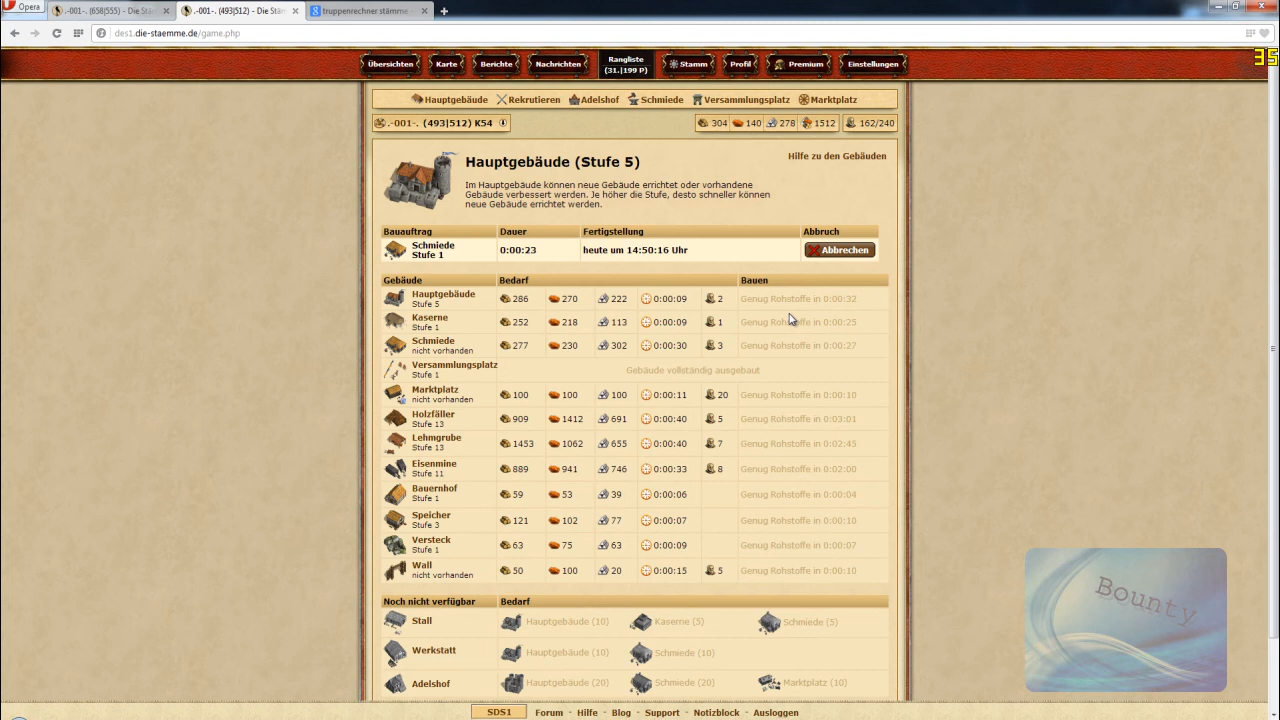 Opera
.-001-. (658|555) - Die Stäm
.-001-. (493|512) - Die Stäm
truppenrechner stämme
des1.die-staemme.de/game.php
35
Übersichten
Karte
Berichte
Nachrichten
Rangliste
(31.|199 P)
Stamm
Profil
Premium
Einstellungen
Hauptgebäude Rekrutieren Adelshof Schmiede Versammlungsplatz Marktplatz
.-001-. (493|512) K54
304 140 278 1512 162/240
Hauptgebäude (Stufe 5)
Hilfe zu den Gebäuden
Im Hauptgebäude können neue Gebäude errichtet oder vorhandene
Gebäude verbessert werden. Je höher die Stufe, desto schneller können
neue Gebäude errichtet werden.
Bauauftrag Dauer Fertigstellung Abbruch
Schmiede
Stufe 1
0:00:23 heute um 14:50:16 Uhr Abbrechen
Gebäude Bedarf Bauen
Hauptgebäude
Stufe 5
286 270 222 0:00:09 2 Genug Rohstoffe in 0:00:32
Kaserne
Stufe 1
252 218 113 0:00:09 1 Genug Rohstoffe in 0:00:25
Schmiede
nicht vorhanden
277 230 302 0:00:30 3 Genug Rohstoffe in 0:00:27
Versammlungsplatz
Stufe 1
Gebäude vollständig ausgebaut
Marktplatz
nicht vorhanden
100 100 100 0:00:11 20 Genug Rohstoffe in 0:00:10
Holzfäller
Stufe 13
909 1412 691 0:00:40 5 Genug Rohstoffe in 0:03:01
Lehmgrube
Stufe 13
1453 1062 655 0:00:40 7 Genug Rohstoffe in 0:02:45
Eisenmine
Stufe 11
889 941 746 0:00:33 8 Genug Rohstoffe in 0:02:00
Bauernhof
Stufe 1
59 53 39 0:00:06 Genug Rohstoffe in 0:00:04
Speicher
Stufe 3
121 102 77 0:00:07 Genug Rohstoffe in 0:00:10
Versteck
Stufe 1
63 75 63 0:00:09 Genug Rohstoffe in 0:00:07
Wall
nicht vorhanden
50 100 20 0:00:15 5 Genug Rohstoffe in 0:00:10
Noch nicht verfügbar Bedarf
Stall Hauptgebäude (10) Kaserne (5) Schmiede (5)
Werkstatt Hauptgebäude (10) Schmiede (10)
Adelshof Hauptgebäude (20) Schmiede (20) Marktplatz (10)
Bounty
SDS1 Forum - Hilfe - Blog - Support - Notizblock - Ausloggen